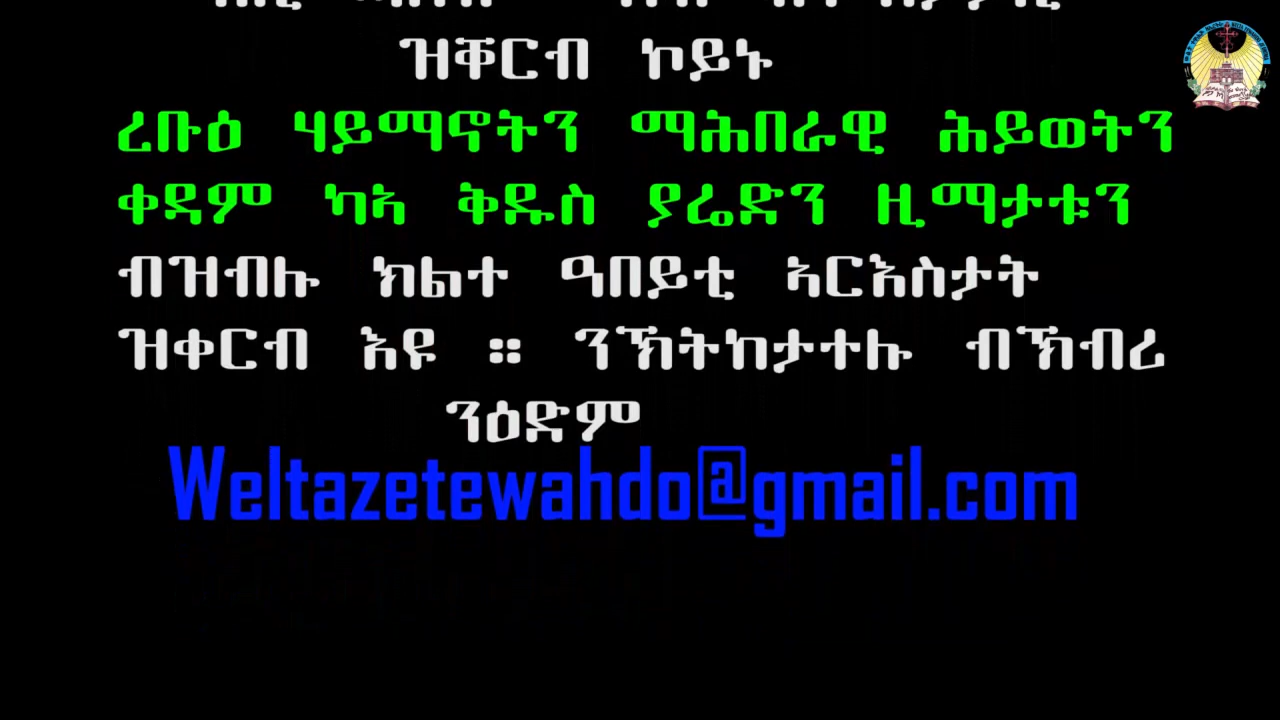 ዝቐርብ ኮይኑ
ረቡዕ ሃይማኖትን ማሕበራዊ ሕይወትን
ቀዳም ካኣ ቅዱስ ያሬድን ዜማታቱን
ብዝብሉ ክልተ ዓበይቲ ኣርእስታት
ዝቀርብ እዩ ። ንኽትከታተሉ ብኽብሪ
ንዕድም
Weltazetewahdo@gmail.com